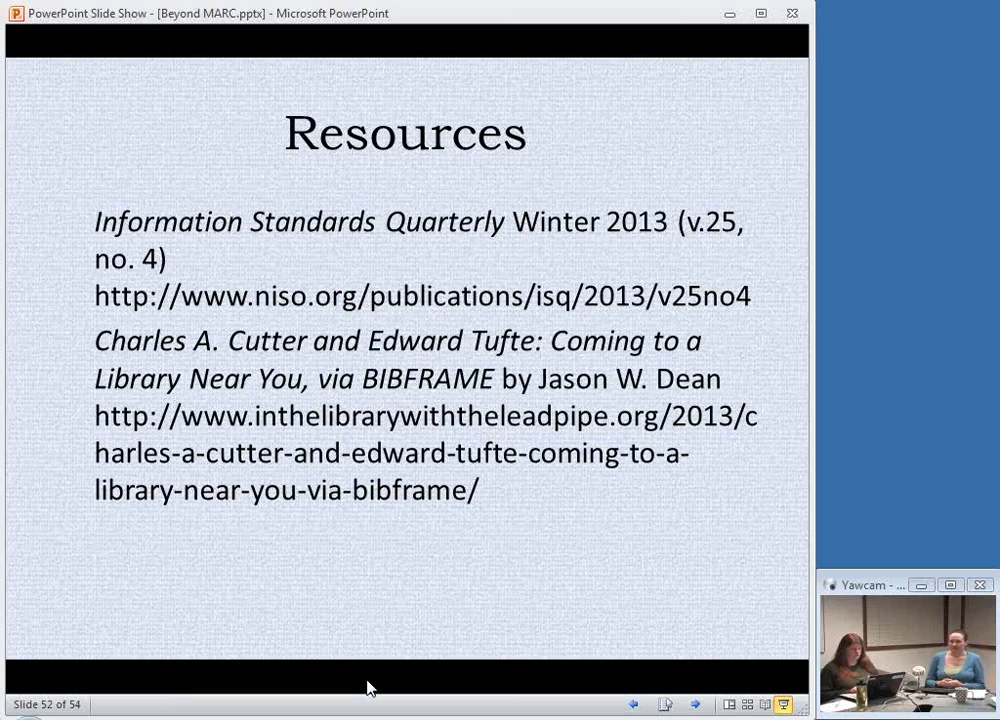 PowerPoint Slide Show - [Beyond MARC.pptx] - Microsoft PowerPoint
Resources
Information Standards Quarterly Winter 2013 (v.25,
no. 4)
http://www.niso.org/publications/isq/2013/v25no4
Charles A. Cutter and Edward Tufte: Coming to a
Library Near You, via BIBFRAME by Jason W. Dean
http://www.inthelibrarywiththeleadpipe.org/2013/c
harles-a-cutter-and-edward-tufte-coming-to-a-
library-near-you-via-bibframe/
Yawcam - ...
Slide 52 of 54